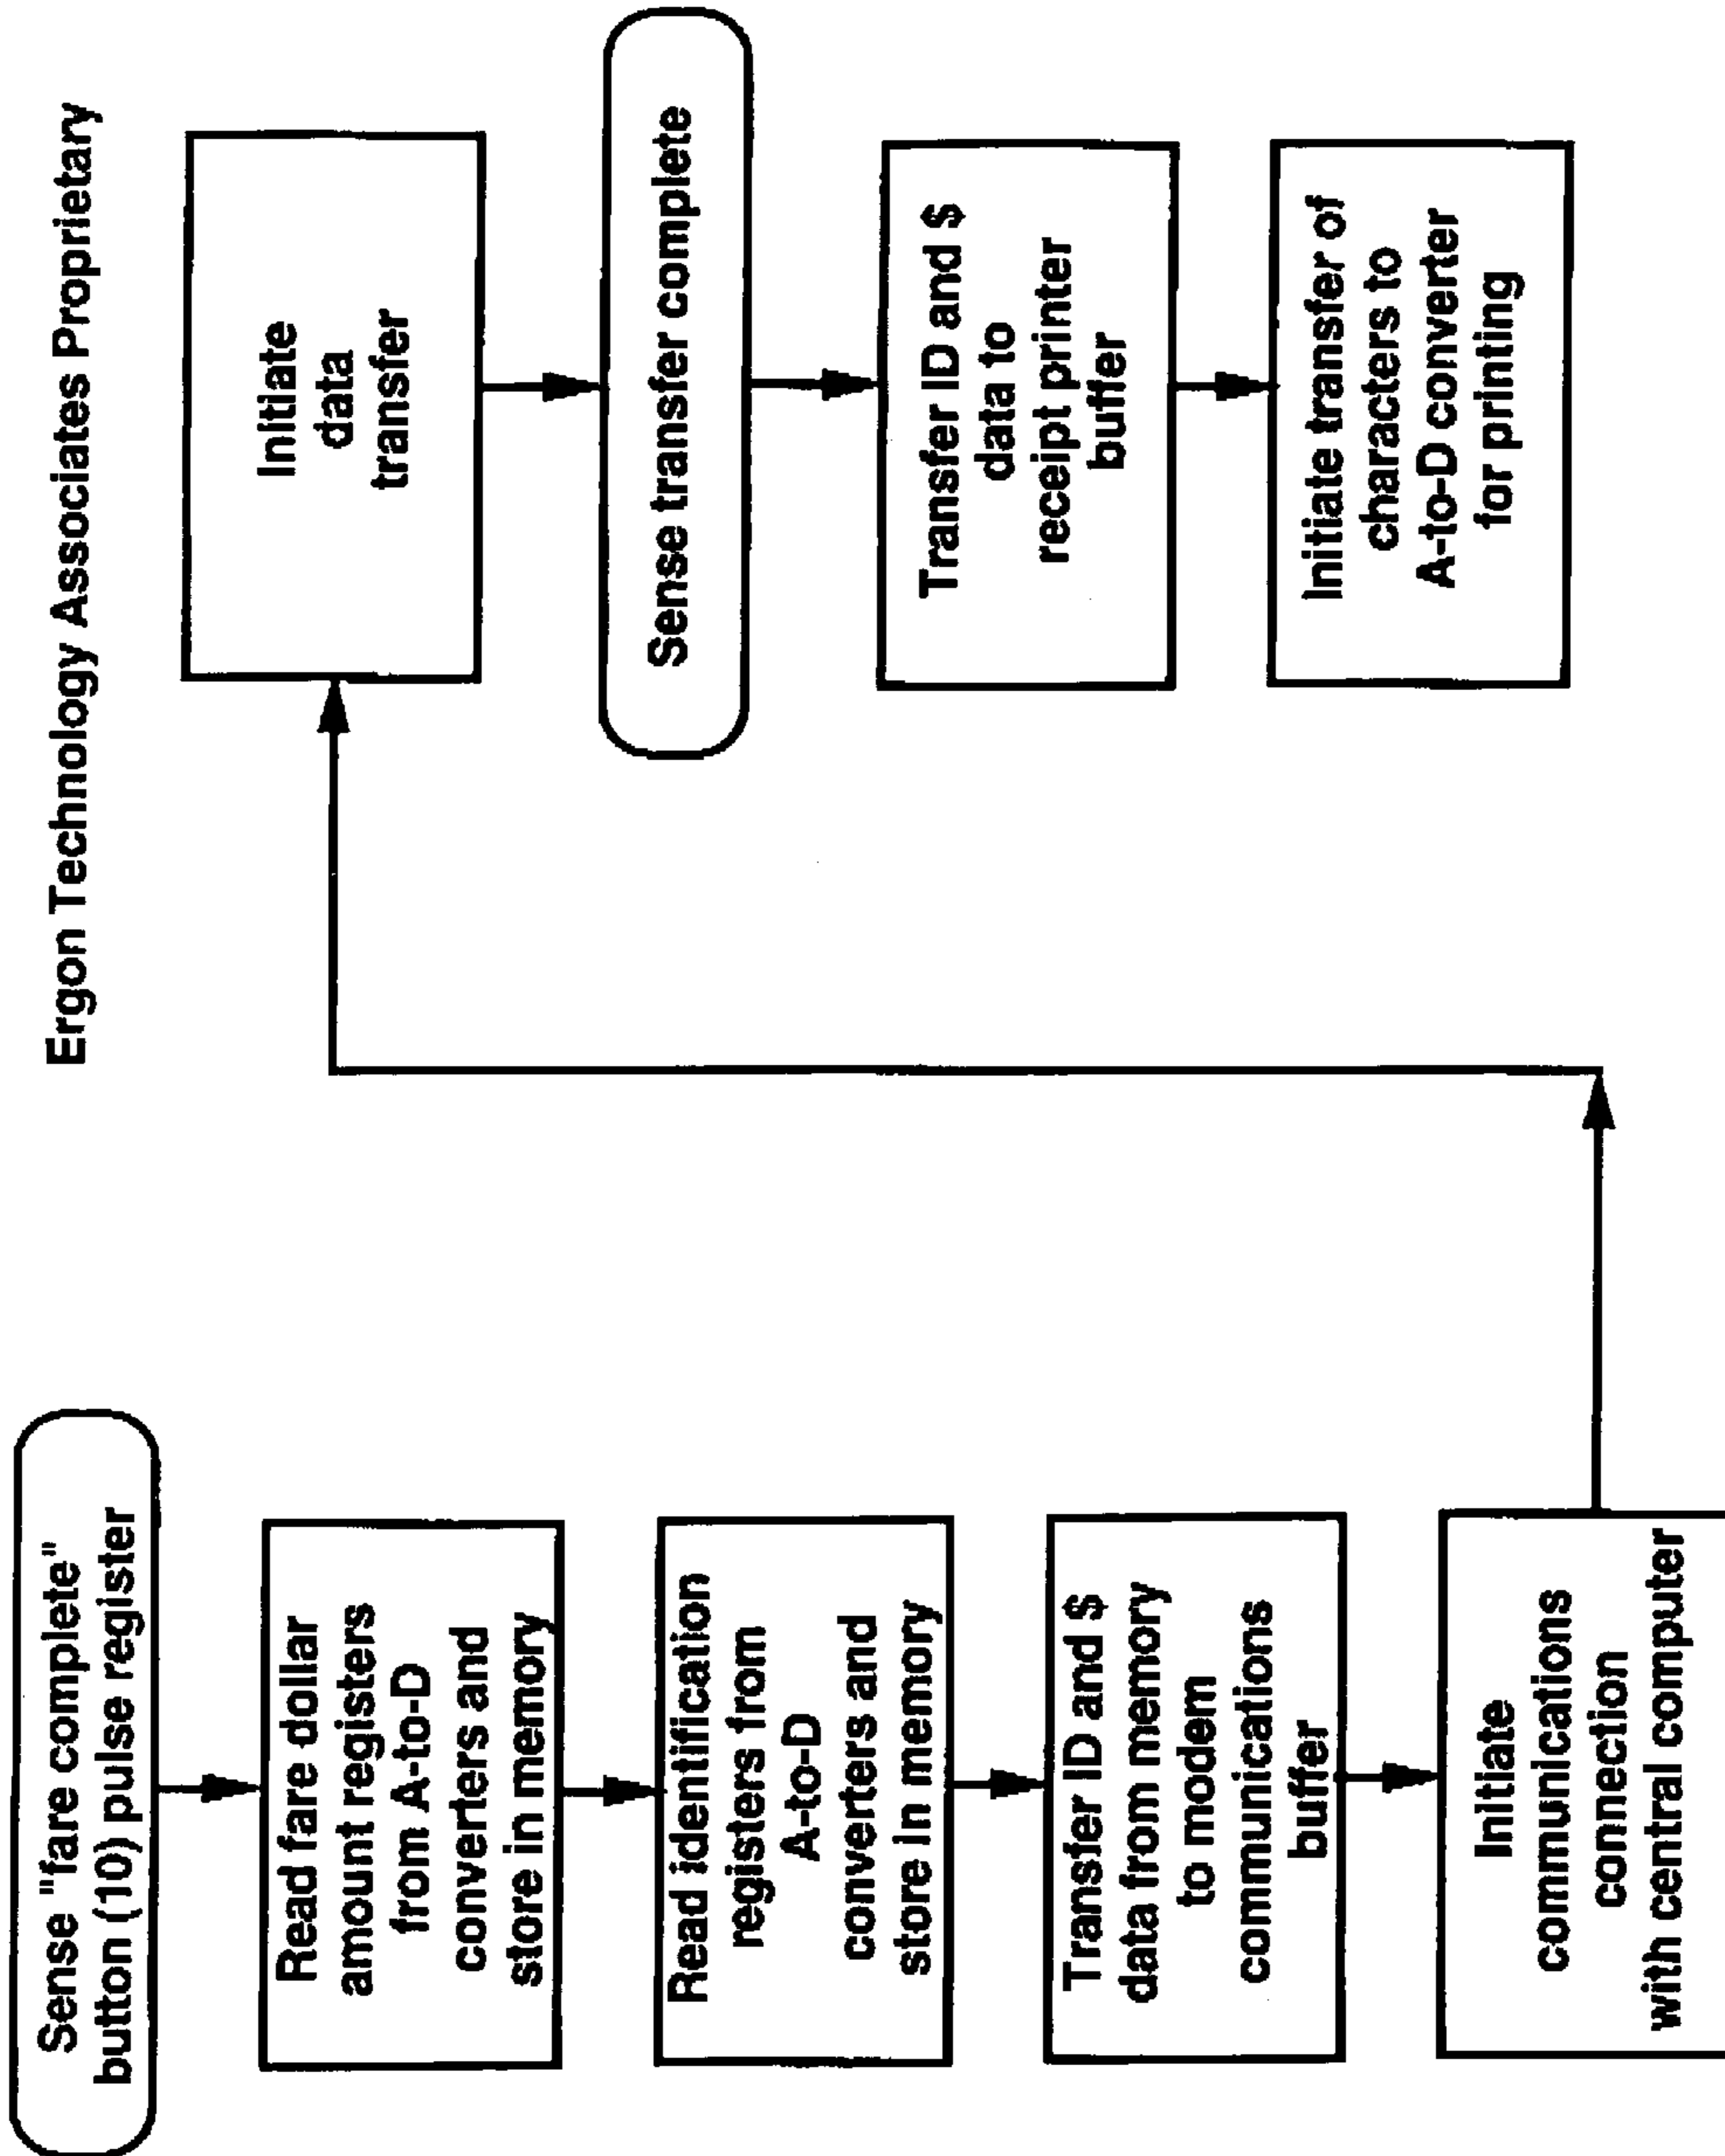 Ergon Technology Associates Proprietary
Sense "fare complete"
button (10) pulse register
Read fare dollar
amount registers
from A-to-D
converters and
store in memory
Read identification
registers from
A-to-D
converters and
store in memory
Transfer ID and $
data from memory
to modem
communications
buffer
Initiate
communications
connection
with central computer
Initiate
data
transfer
Sense transfer complete
Transfer ID and $
data to
receipt printer
buffer
Initiate transfer of
characters to
A-to-D converter
for printing